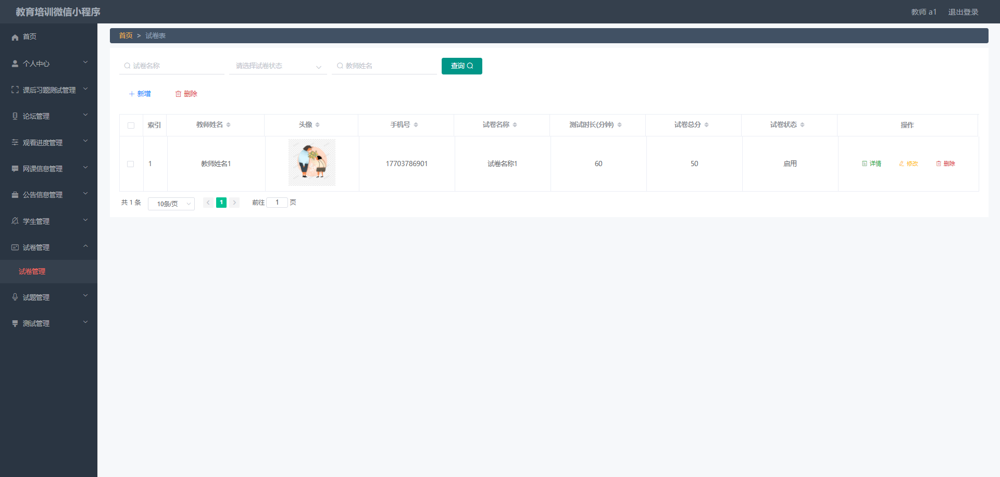 教育培训微信小程序
教师 a1 退出登录
首页
个人中心
课后习题测试管理
论坛管理
观看进度管理
网课信息管理
公告信息管理
学生管理
试卷管理
试卷管理
试题管理
测试管理
首页 > 试卷表
试卷名称 请选择试卷状态 教师姓名 查询
新增 删除
索引 教师姓名 头像 手机号 试卷名称 测试时长(分钟) 试卷总分 试卷状态 操作
1 教师姓名1 17703786901 试卷名称1 60 50 启用 详情 修改 删除
共 1 条 10条/页 1 前往 1 页